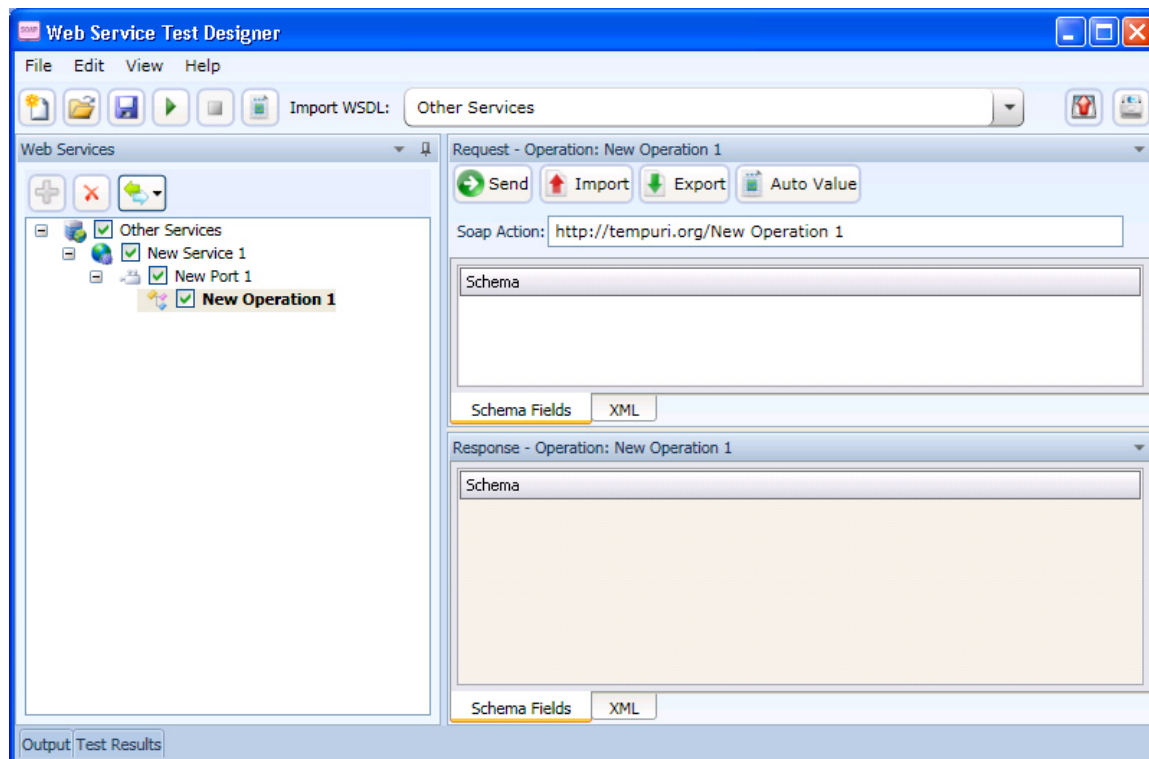 SOAP
Web Service Test Designer
File Edit View Help
Import WSDL: Other Services
Web Services
Request - Operation: New Operation 1
Send Import Export Auto Value
Soap Action: http://tempuri.org/New Operation 1
Other Services
New Service 1
New Port 1
New Operation 1
Schema
Schema Fields XML
Response - Operation: New Operation 1
Schema
Schema Fields XML
Output Test Results